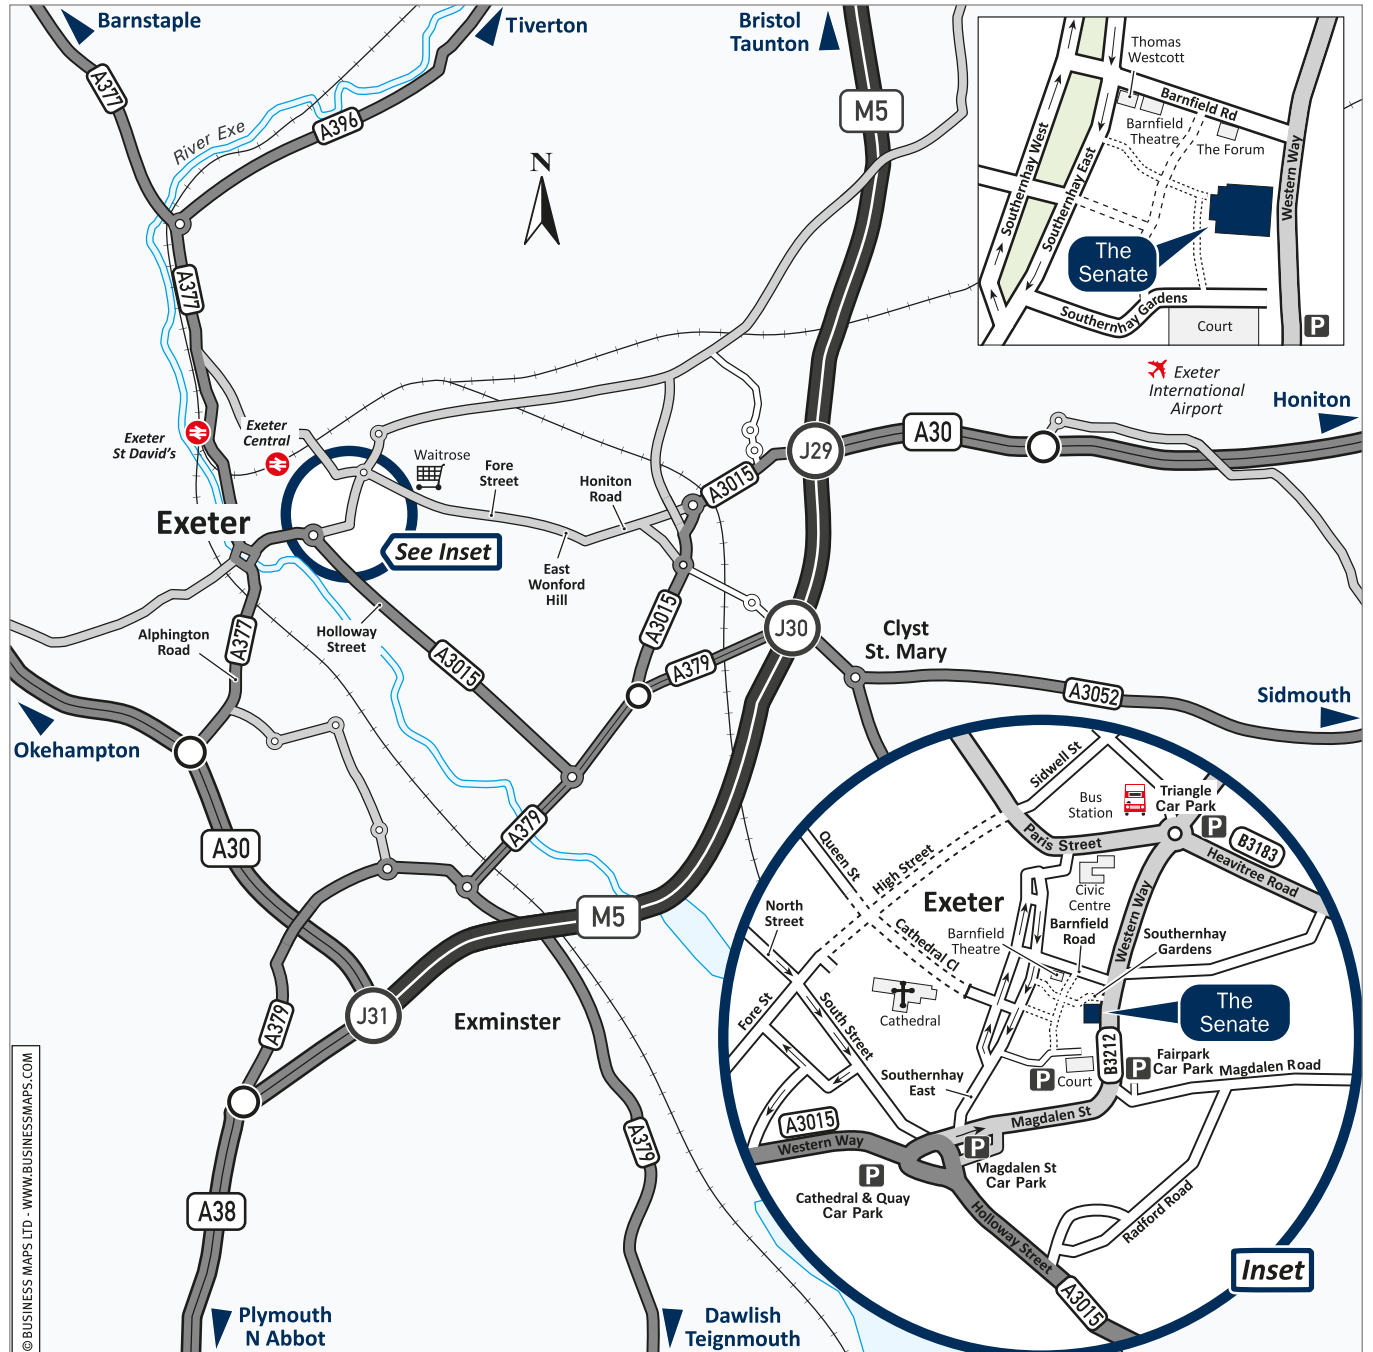 Barnstaple
Tiverton
Bristol
Taunton
A377
River Exe
A396
M5
N
A377
Exeter
St David's
Exeter
Central
Waitrose
Fore
Street
Honiton
Road
A3015
J29
A30
Exeter
International
Airport
Honiton
Exeter
See Inset
East
Wonford
Hill
Alphington
Road
A377
Holloway
Street
A3015
A3015
A379
J30
Clyst
St. Mary
A3052
Sidmouth
Okehampton
A30
A379
M5
J31
A379
Exminster
A379
A38
Plymouth
N Abbot
Dawlish
Teignmouth
© BUSINESS MAPS LTD - WWW.BUSINESSMAPS.COM
Thomas
Westcott
Barnfield Rd
Barnfield
Theatre
The Forum
Southernhay West
Southernhay East
Western Way
The
Senate
Southernhay Gardens
Court
P
Sidwell St
Bus
Station
Triangle
Car Park
P
Paris Street
B3183
Heavitree Road
Queen St
High Street
Civic
Centre
Exeter
North
Street
Cathedral Cl
Barnfield
Theatre
Barnfield
Road
Western Way
Southernhay
Gardens
Cathedral
Fore St
South Street
The
Senate
Southernhay
East
P
Court
B3212
P
Fairpark
Car Park
Magdalen Road
A3015
Western Way
Magdalen St
P
Magdalen St
Car Park
P
Cathedral & Quay
Car Park
Holloway Street
Radford Road
A3015
Inset